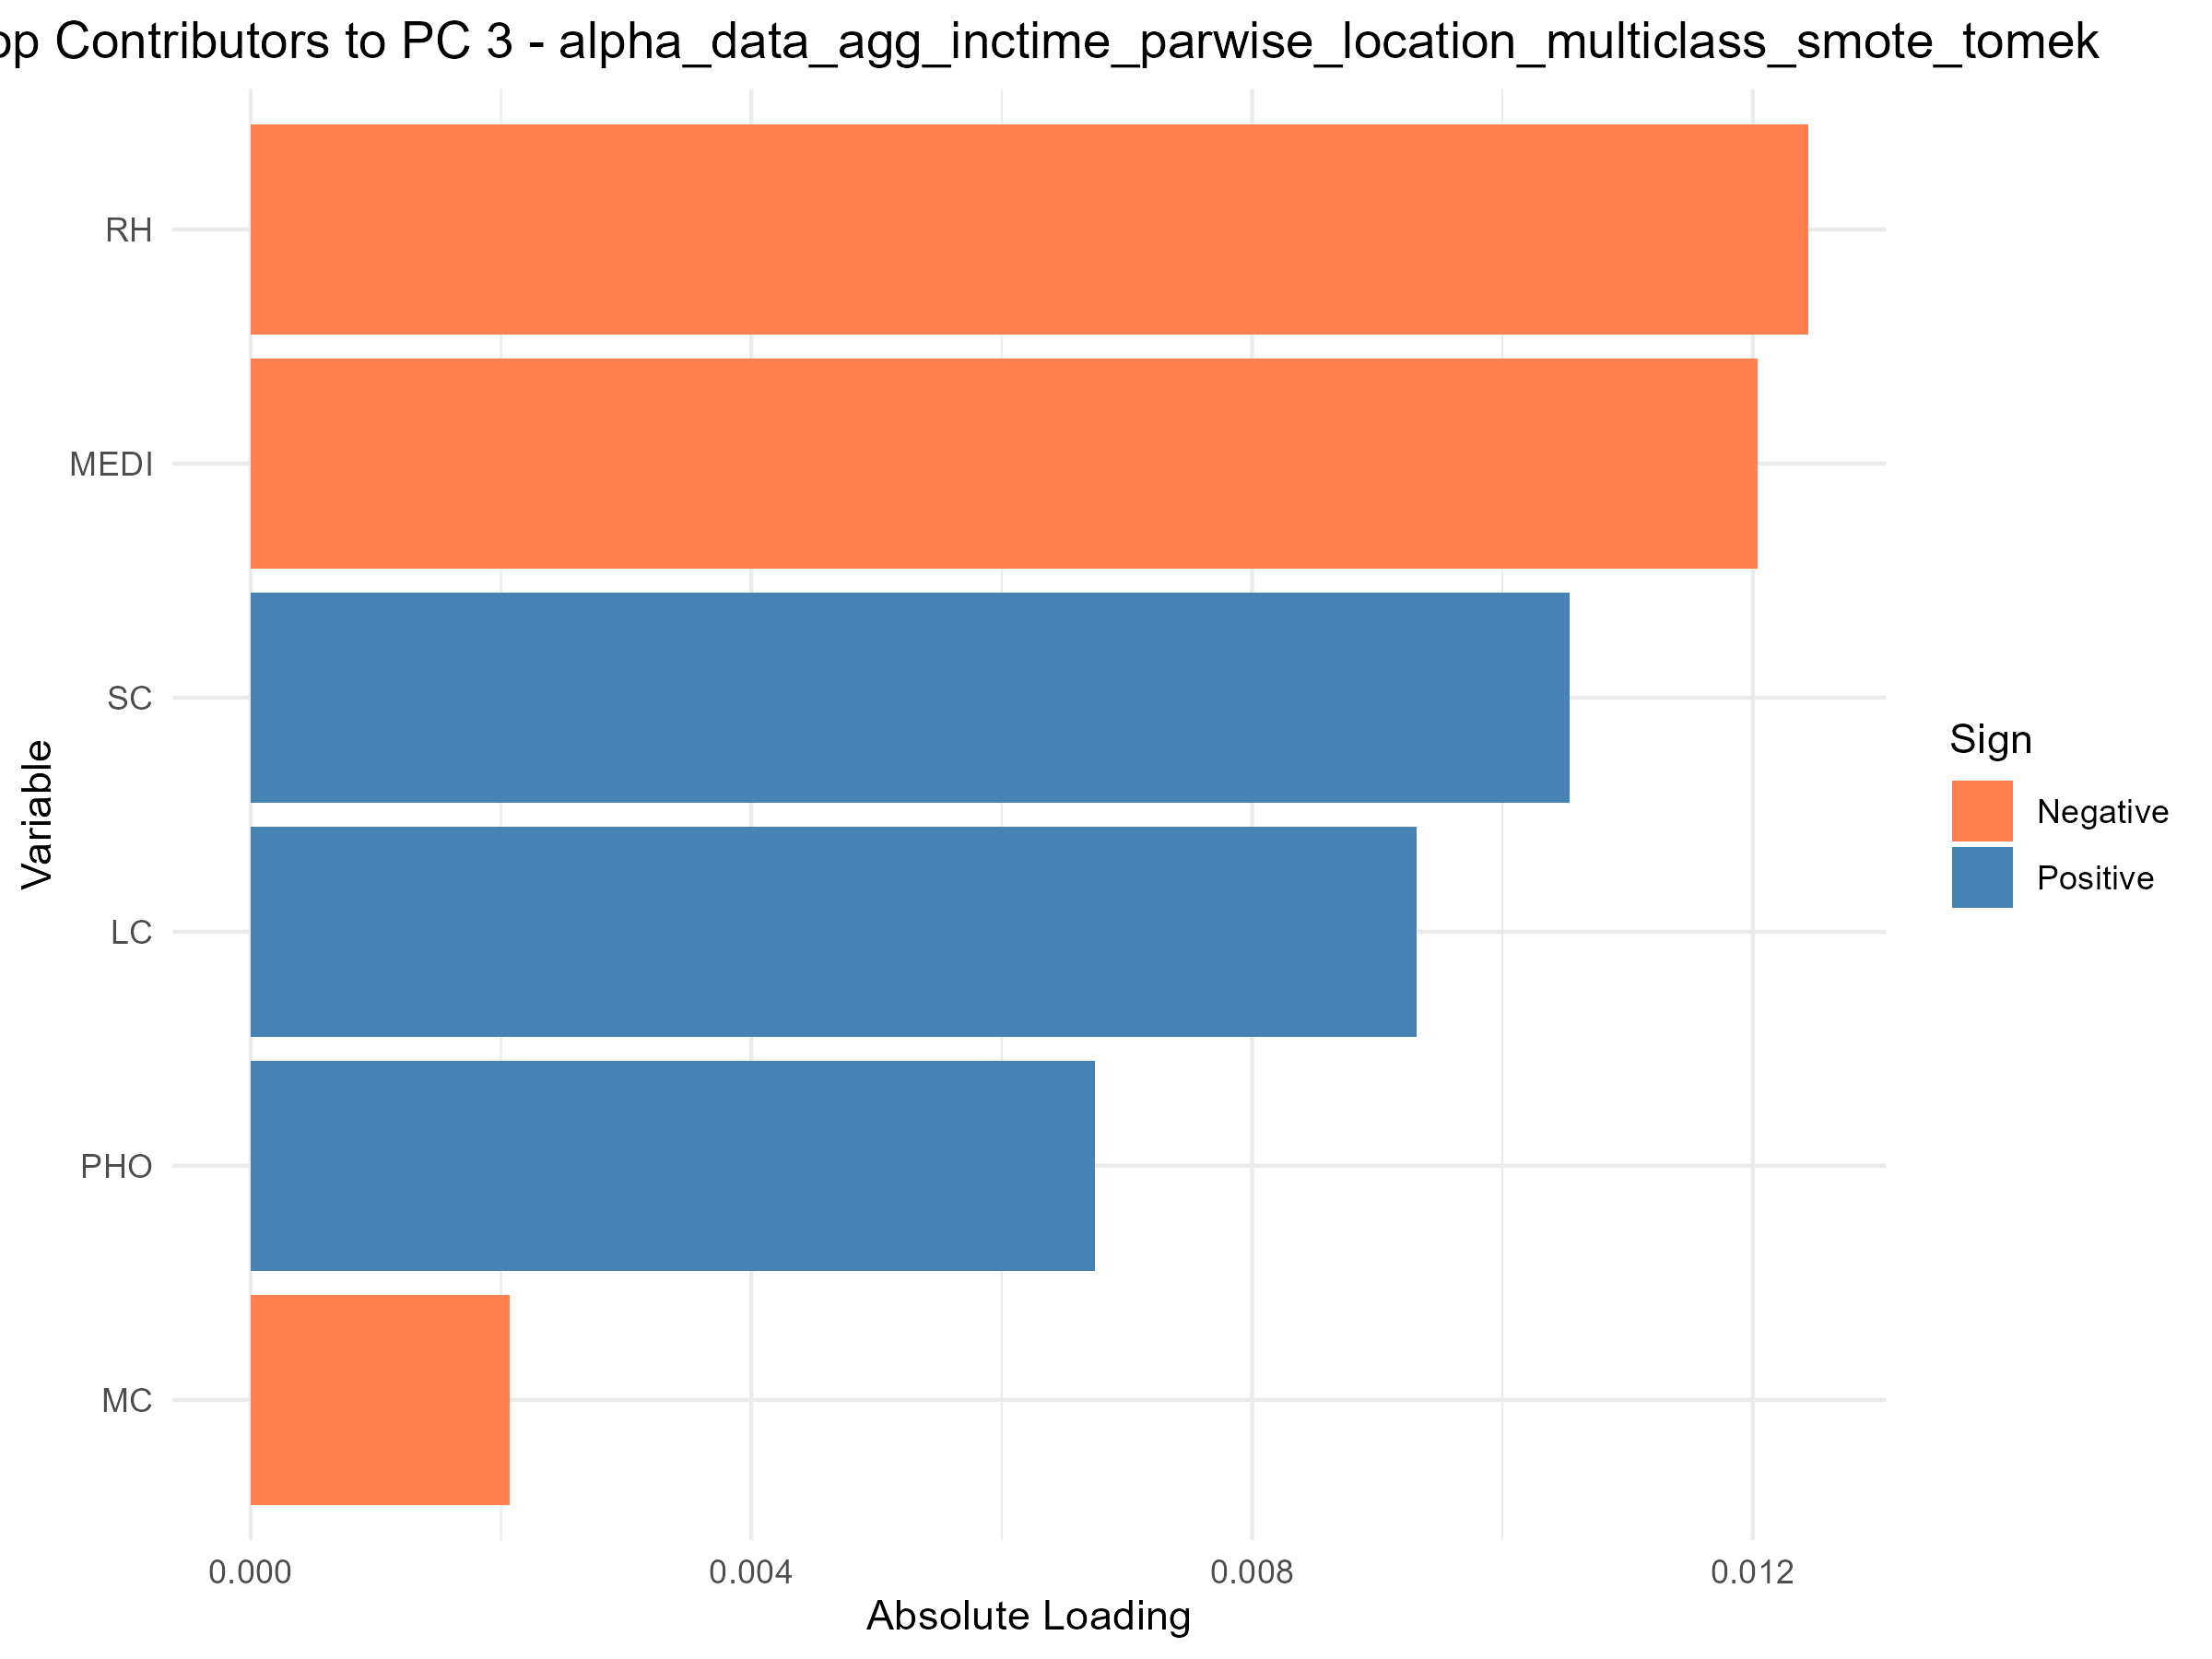 op Contributors to PC 3 - alpha_data_agg_inctime_parwise_location_multiclass_smote_tomek
RH
MEDI
SC
LC
PHO
MC
Variable
0.000 0.004 0.008 0.012
Absolute Loading
Sign
Negative
Positive